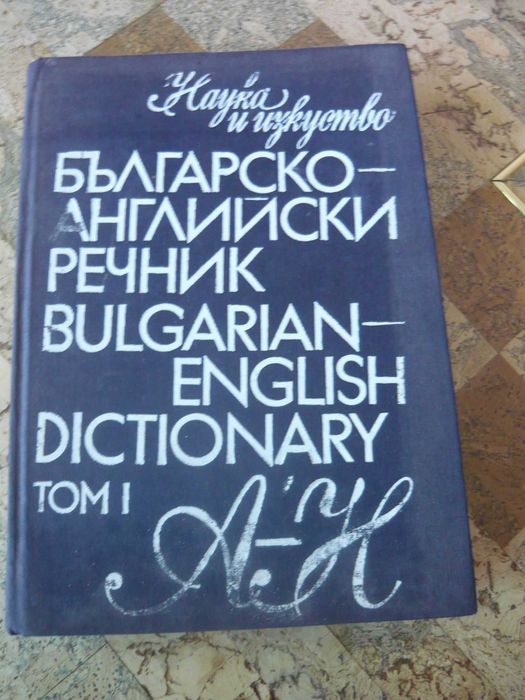 Наука
и изкуство
БЪЛГАРСКО–
АНГЛИЙСКИ
РЕЧНИК
BULGARIAN–
ENGLISH
DICTIONARY
ТОМ I
А–Н